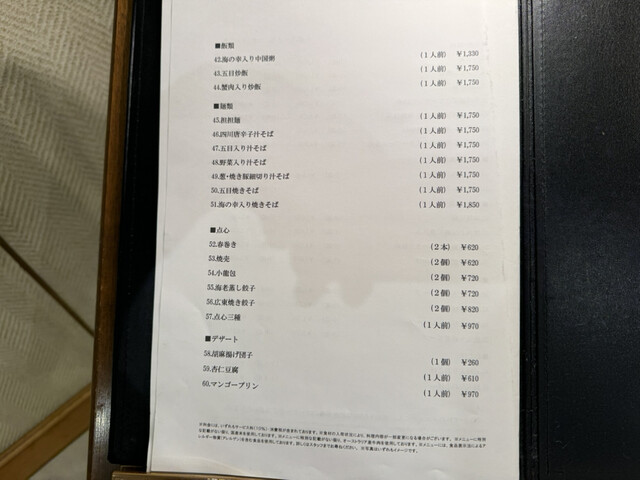 ■飯類
42.海の幸入り中国粥 (1人前) ¥1,330
43.五目炒飯 (1人前) ¥1,750
44.蟹肉入り炒飯 (1人前) ¥1,750
■麺類
45.担担麺 (1人前) ¥1,750
46.四川唐辛子汁そば (1人前) ¥1,750
47.五目入り汁そば (1人前) ¥1,750
48.野菜入り汁そば (1人前) ¥1,750
49.葱・焼き豚細切り汁そば (1人前) ¥1,750
50.五目焼きそば (1人前) ¥1,750
51.海の幸入り焼きそば (1人前) ¥1,850
■点心
52.春巻き (2本) ¥620
53.焼売 (2個) ¥620
54.小龍包 (2個) ¥720
55.海老蒸し餃子 (2個) ¥720
56.広東焼き餃子 (2個) ¥820
57.点心三種 (1人前) ¥970
■デザート
58.胡麻揚げ団子 (1個) ¥260
59.杏仁豆腐 (1人前) ¥610
60.マンゴープリン (1人前) ¥970